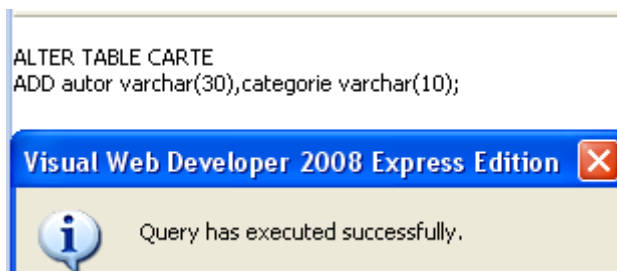 ALTER TABLE CARTE
ADD autor varchar(30),categorie varchar(10);
Visual Web Developer 2008 Express Edition
Query has executed successfully.